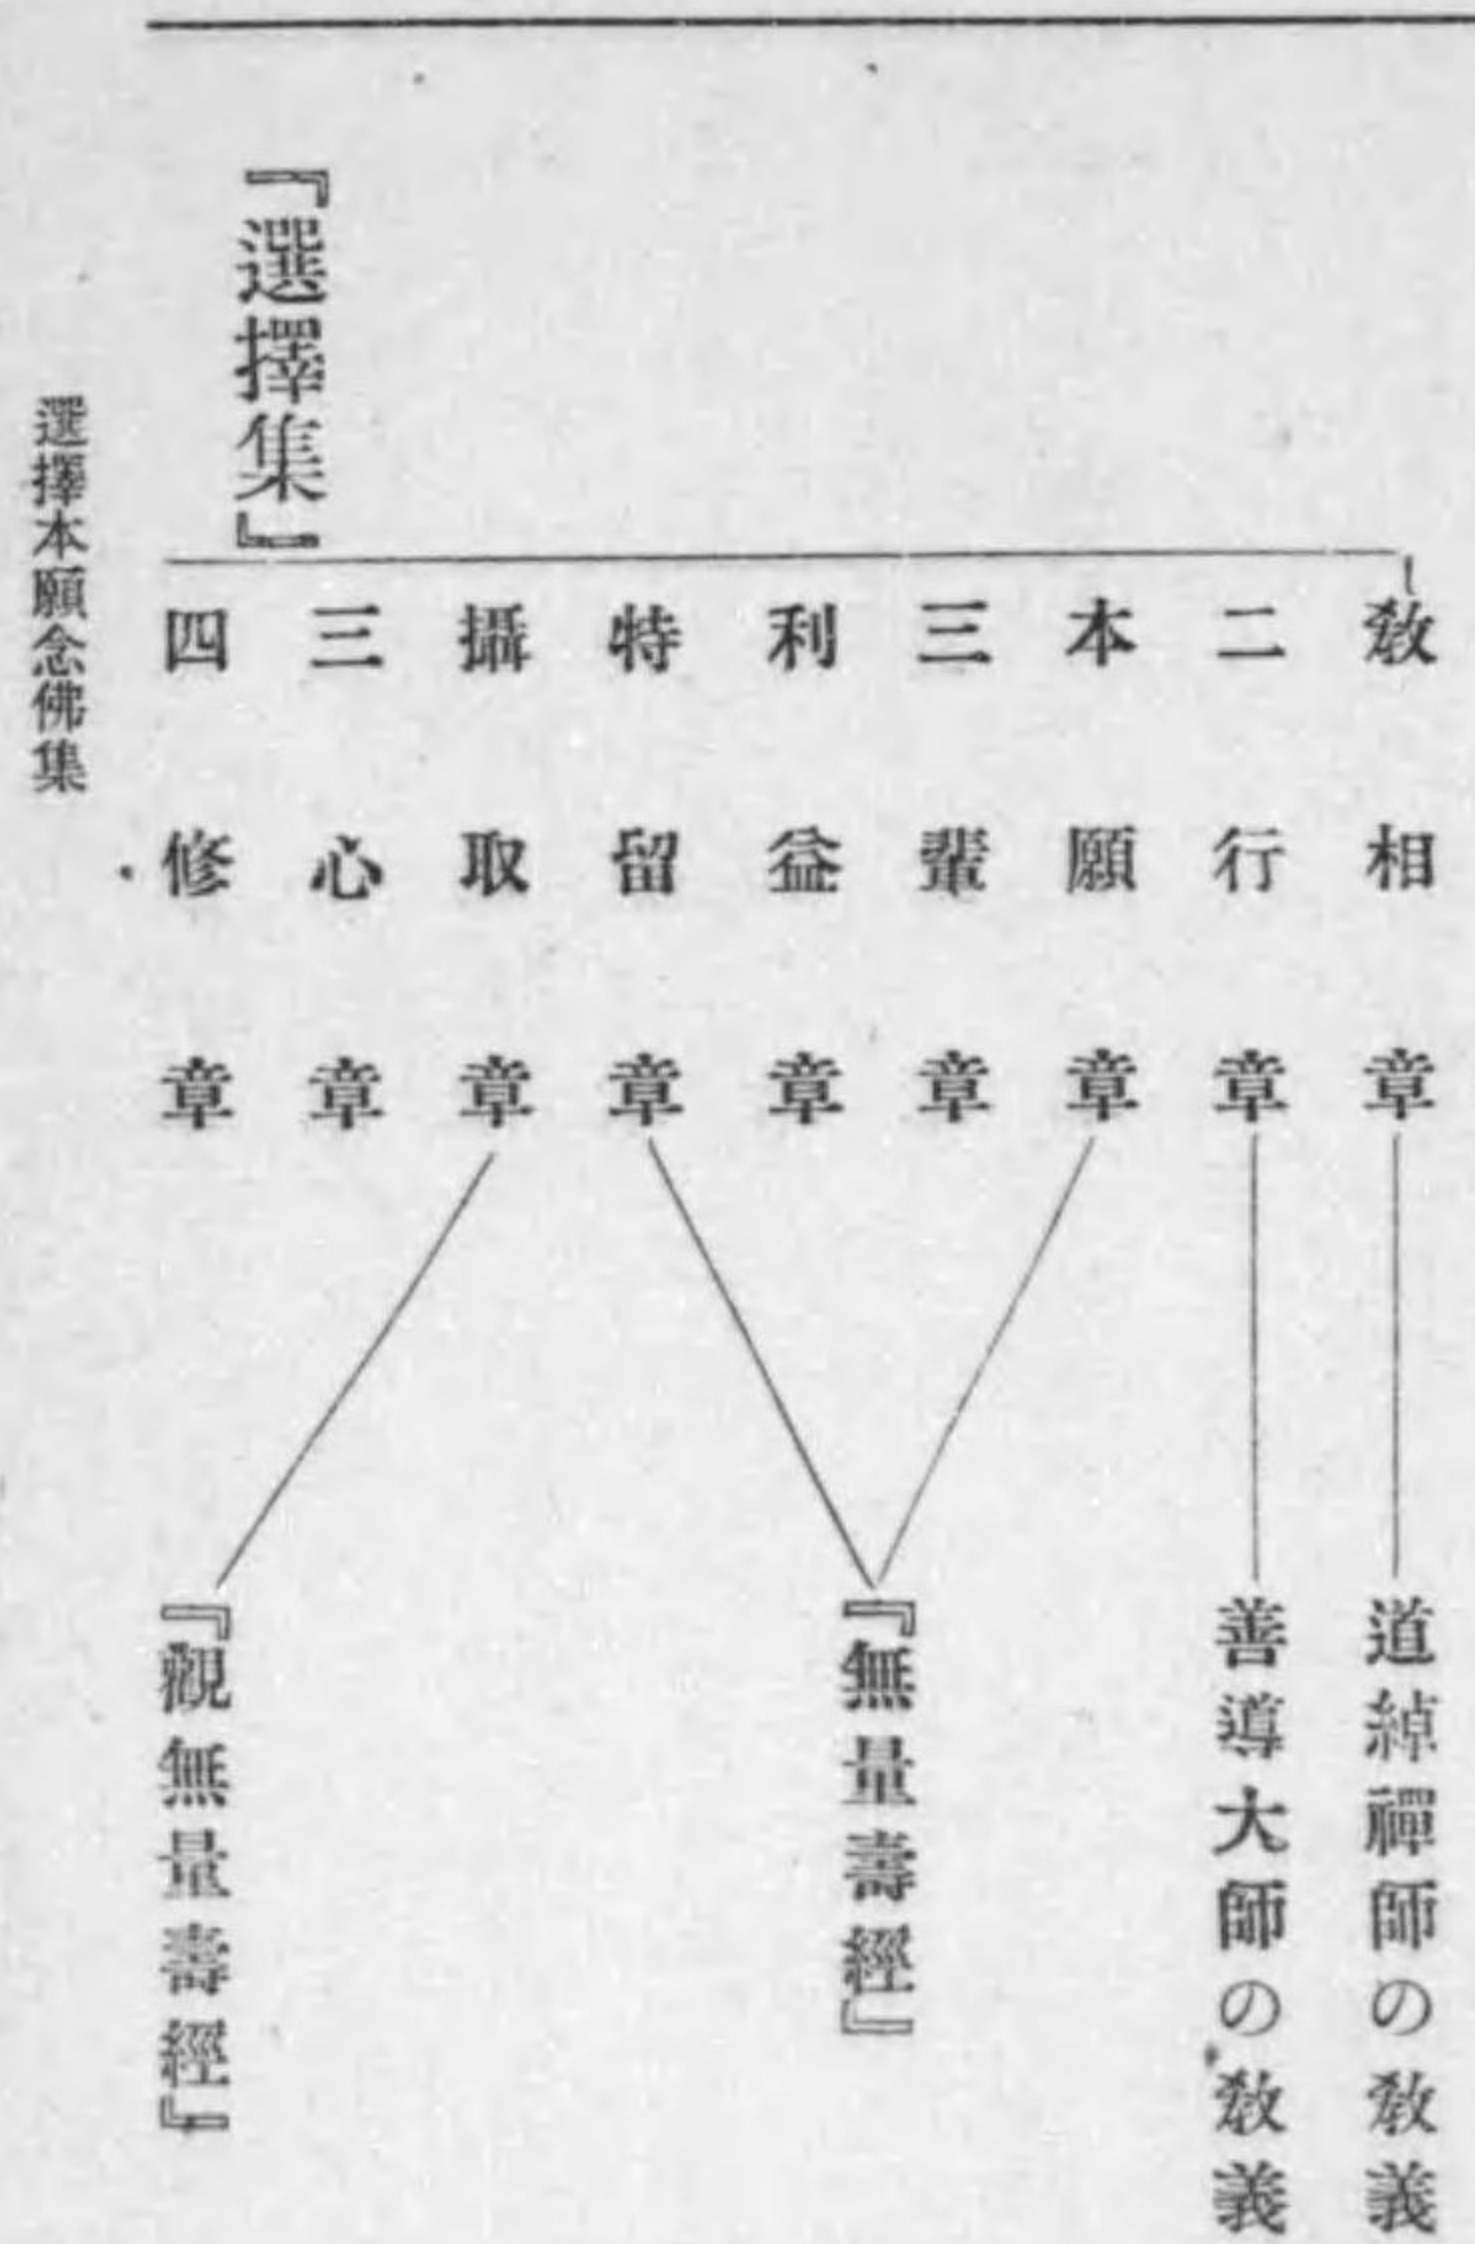 教相章
道綽禪師の敎義
二行章
善導大師の敎義
本願章
三輩章
利益章
『無量壽經』
特留章
攝取章
三心章
『選擇集』
四修章
『觀無量壽經』
選擇本願念佛集